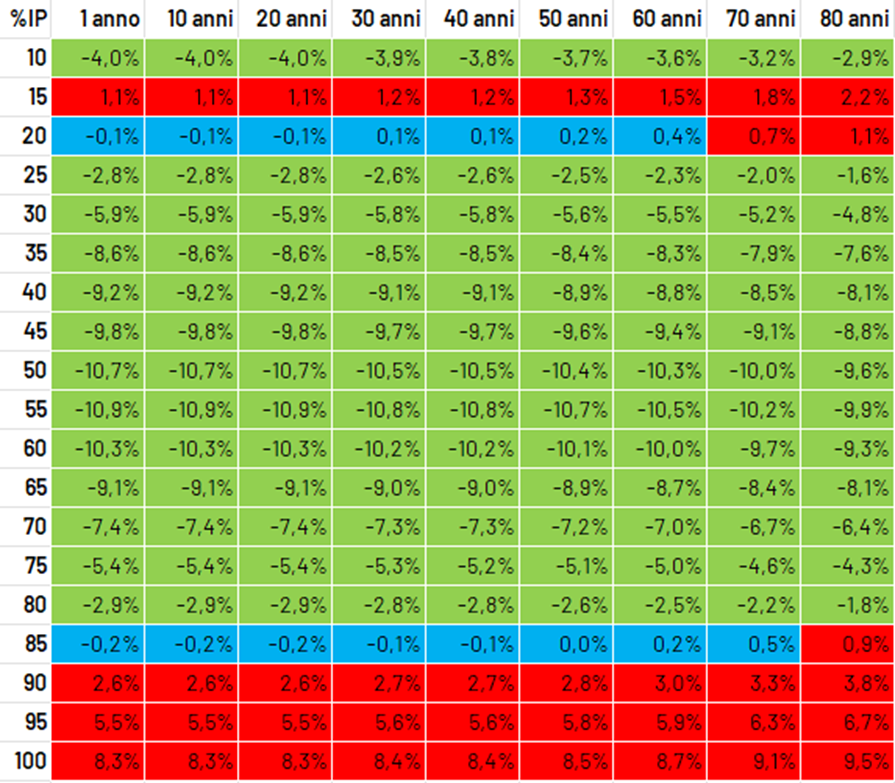 %IP 1 anno 10 anni 20 anni 30 anni 40 anni 50 anni 60 anni 70 anni 80 anni
10 -4,0% -4,0% -4,0% -3,9% -3,8% -3,7% -3,6% -3,2% -2,9%
15 1,1% 1,1% 1,1% 1,2% 1,2% 1,3% 1,5% 1,8% 2,2%
20 -0,1% -0,1% -0,1% 0,1% 0,1% 0,2% 0,4% 0,7% 1,1%
25 -2,8% -2,8% -2,8% -2,6% -2,6% -2,5% -2,3% -2,0% -1,6%
30 -5,9% -5,9% -5,9% -5,8% -5,8% -5,6% -5,5% -5,2% -4,8%
35 -8,6% -8,6% -8,6% -8,5% -8,5% -8,4% -8,3% -7,9% -7,6%
40 -9,2% -9,2% -9,2% -9,1% -9,1% -8,9% -8,8% -8,5% -8,1%
45 -9,8% -9,8% -9,8% -9,7% -9,7% -9,6% -9,4% -9,1% -8,8%
50 -10,7% -10,7% -10,7% -10,5% -10,5% -10,4% -10,3% -10,0% -9,6%
55 -10,9% -10,9% -10,9% -10,8% -10,8% -10,7% -10,5% -10,2% -9,9%
60 -10,3% -10,3% -10,3% -10,2% -10,2% -10,1% -10,0% -9,7% -9,3%
65 -9,1% -9,1% -9,1% -9,0% -9,0% -8,9% -8,7% -8,4% -8,1%
70 -7,4% -7,4% -7,4% -7,3% -7,3% -7,2% -7,0% -6,7% -6,4%
75 -5,4% -5,4% -5,4% -5,3% -5,2% -5,1% -5,0% -4,6% -4,3%
80 -2,9% -2,9% -2,9% -2,8% -2,8% -2,6% -2,5% -2,2% -1,8%
85 -0,2% -0,2% -0,2% -0,1% -0,1% 0,0% 0,2% 0,5% 0,9%
90 2,6% 2,6% 2,6% 2,7% 2,7% 2,8% 3,0% 3,3% 3,8%
95 5,5% 5,5% 5,5% 5,6% 5,6% 5,8% 5,9% 6,3% 6,7%
100 8,3% 8,3% 8,3% 8,4% 8,4% 8,5% 8,7% 9,1% 9,5%